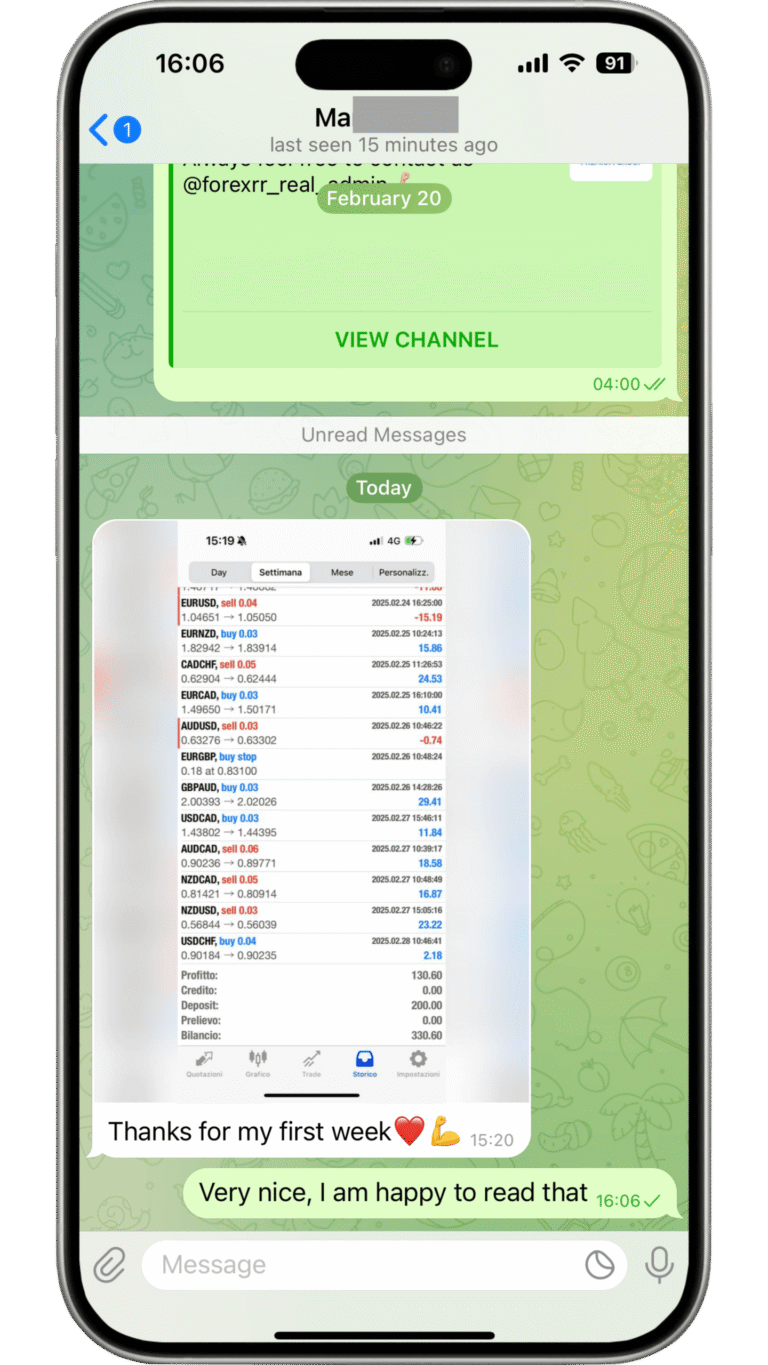 16:06
91
1
Ma
last seen 15 minutes ago
@forexrr_real_admin
February 20
VIEW CHANNEL
04:00
Unread Messages
Today
15:19
4G
Day Settimana Mese Personalizz.
EURUSD, sell 0.04 2025.02.24 16:25:00
1.04651 → 1.05050 -15.19
EURNZD, buy 0.03 2025.02.25 10:24:13
1.82942 → 1.83914 15.86
CADCHF, sell 0.05 2025.02.25 11:26:53
0.62904 → 0.62444 24.53
EURCAD, buy 0.03 2025.02.25 16:10:00
1.49650 → 1.50171 10.41
AUDUSD, sell 0.03 2025.02.26 10:46:22
0.63276 → 0.63302 -0.74
EURGBP, buy stop 2025.02.26 10:48:24
0.18 at 0.83100
GBPAUD, buy 0.03 2025.02.26 14:28:26
2.00393 → 2.02026 29.41
USDCAD, buy 0.03 2025.02.27 15:46:11
1.43802 → 1.44395 11.84
AUDCAD, sell 0.06 2025.02.27 10:39:17
0.90236 → 0.89771 18.58
NZDCAD, sell 0.05 2025.02.27 10:48:49
0.81421 → 0.80914 16.87
NZDUSD, sell 0.03 2025.02.27 15:05:16
0.56844 → 0.56039 23.22
USDCHF, buy 0.04 2025.02.28 10:46:41
0.90184 → 0.90235 2.18
Profitto: 130.60
Credito: 0.00
Deposit: 200.00
Prelievo: 0.00
Bilancio: 330.60
Quotazioni Grafico Trade Storico Impostazioni
Thanks for my first week❤️💪
15:20
Very nice, I am happy to read that
16:06
Message